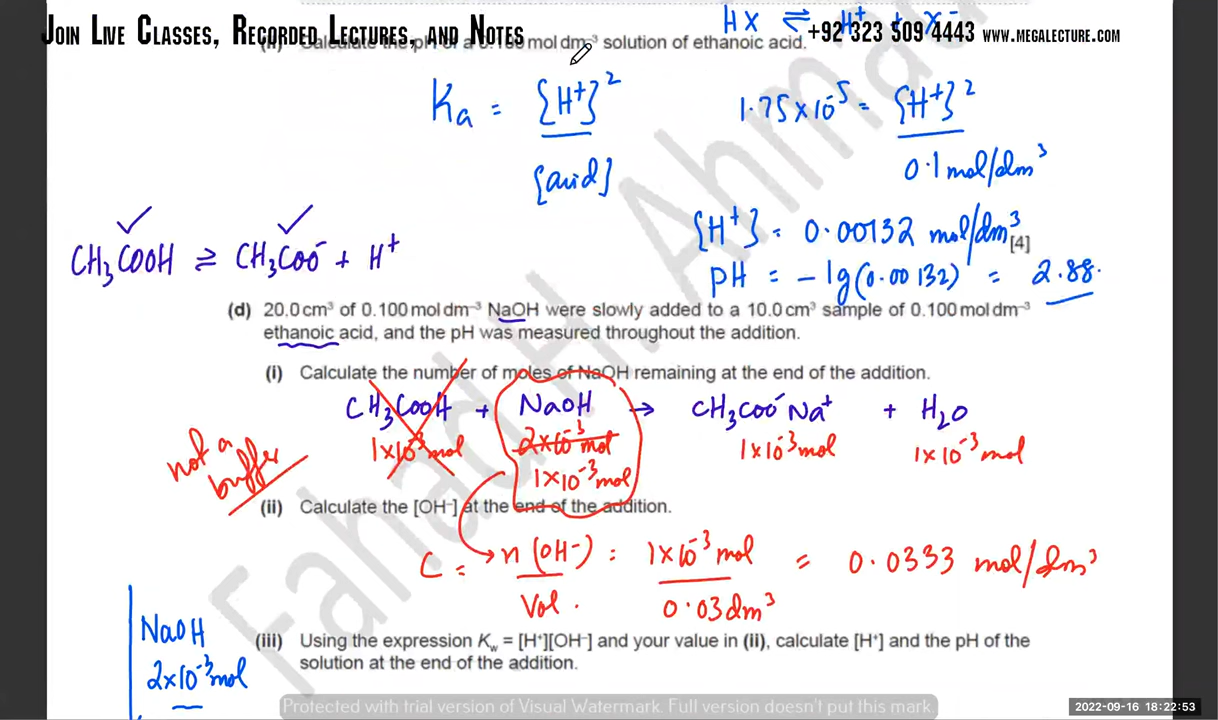 HX ⇌ H⁺ + X⁻
JOIN LIVE CLASSES, RECORDED LECTURES, AND NOTES +92 323 509 4443 WWW.MEGALECTURE.COM
mol dm⁻³ solution of ethanoic acid.
Ka = [H⁺]² / [acid]
1.75×10⁻⁵ = [H⁺]² / 0.1 mol/dm³
[H⁺] = 0.00132 mol/dm³
[4]
pH = -lg(0.00132) = 2.88.
CH₃COOH ⇌ CH₃COO⁻ + H⁺
(d) 20.0 cm³ of 0.100 mol dm⁻³ NaOH were slowly added to a 10.0 cm³ sample of 0.100 mol dm⁻³
ethanoic acid, and the pH was measured throughout the addition.
(i) Calculate the number of moles of NaOH remaining at the end of the addition.
CH₃COOH + NaOH → CH₃COO⁻Na⁺ + H₂O
1×10⁻³ mol 2×10⁻³ mol 1×10⁻³ mol 1×10⁻³ mol
1×10⁻³ mol
not a
buffer
(ii) Calculate the [OH⁻] at the end of the addition.
C = n(OH⁻) / Vol. = 1×10⁻³ mol / 0.03 dm³ = 0.0333 mol/dm³
(iii) Using the expression Kw = [H⁺][OH⁻] and your value in (ii), calculate [H⁺] and the pH of the
solution at the end of the addition.
NaOH
2×10⁻³ mol
Fahad H. Ahmad
Protected with trial version of Visual Watermark. Full version doesn't put this mark.
2022-09-16 18:22:53